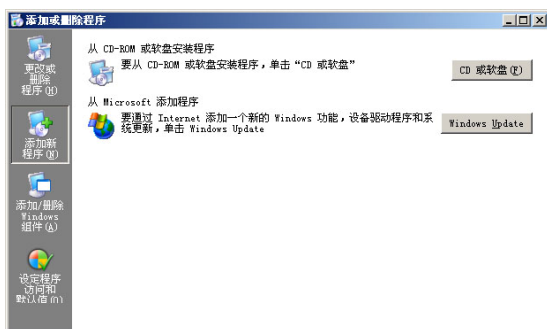 添加或删除程序
更改或
删除
程序(H)
添加新
程序(N)
添加/删除
Windows
组件(A)
设定程序
访问和
默认值(O)
从 CD-ROM 或软盘安装程序
要从 CD-ROM 或软盘安装程序，单击“CD 或软盘”
CD 或软盘(F)
从 Microsoft 添加程序
要通过 Internet 添加一个新的 Windows 功能，设备驱动程序和系
统更新，单击 Windows Update
Windows Update